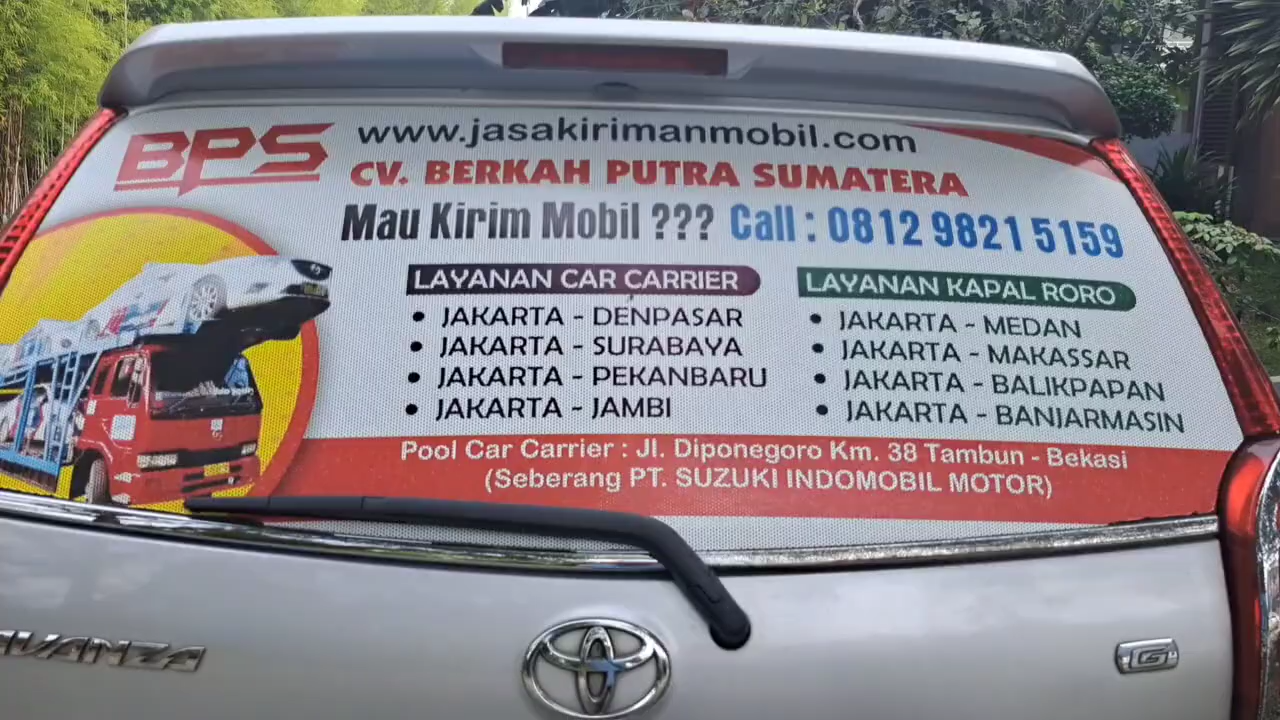 BPS
www.jasakirimanmobil.com
CV. BERKAH PUTRA SUMATERA
Mau Kirim Mobil ??? Call : 0812 9821 5159
LAYANAN CAR CARRIER
• JAKARTA - DENPASAR
• JAKARTA - SURABAYA
• JAKARTA - PEKANBARU
• JAKARTA - JAMBI
LAYANAN KAPAL RORO
• JAKARTA - MEDAN
• JAKARTA - MAKASSAR
• JAKARTA - BALIKPAPAN
• JAKARTA - BANJARMASIN
Pool Car Carrier : Jl. Diponegoro Km. 38 Tambun - Bekasi
(Seberang PT. SUZUKI INDOMOBIL MOTOR)
AVANZA
G